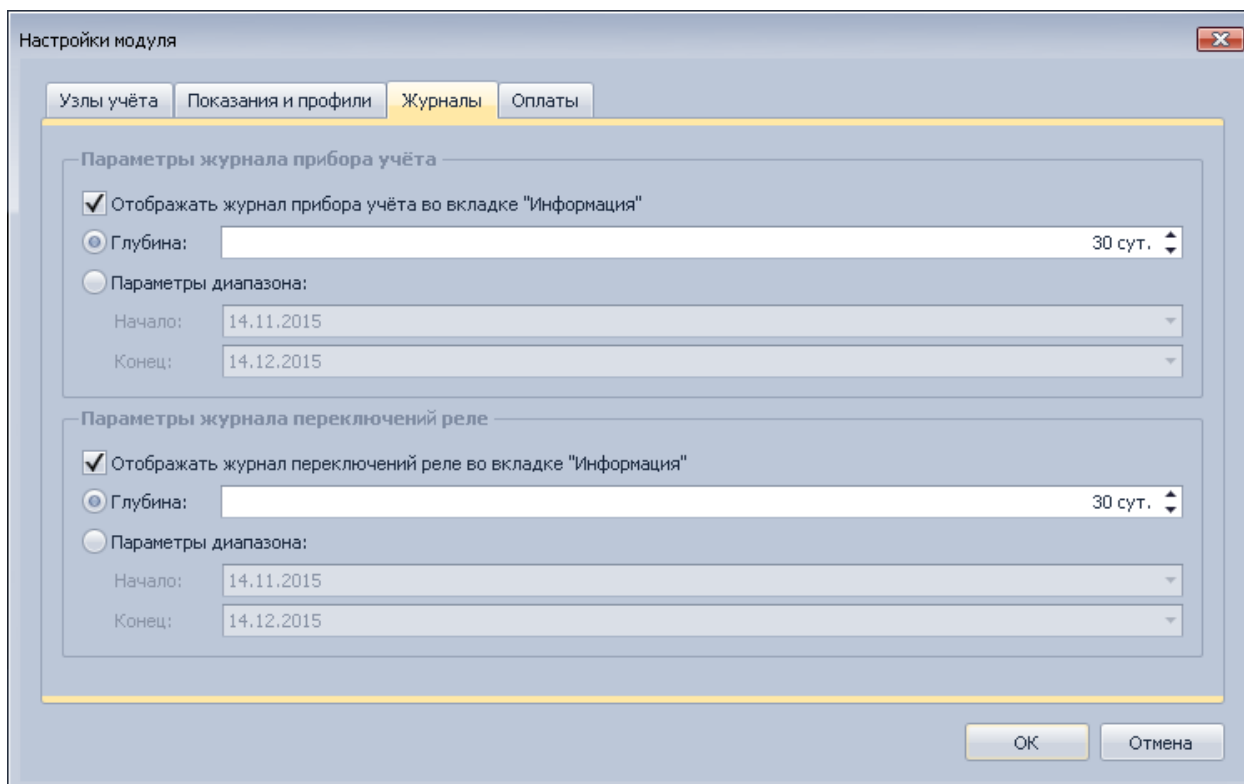 Настройки модуля
Узлы учёта Показания и профили Журналы Оплаты
Параметры журнала прибора учёта
Отображать журнал прибора учёта во вкладке "Информация"
Глубина: 30 сут.
Параметры диапазона:
Начало: 14.11.2015
Конец: 14.12.2015
Параметры журнала переключений реле
Отображать журнал переключений реле во вкладке "Информация"
Глубина: 30 сут.
Параметры диапазона:
Начало: 14.11.2015
Конец: 14.12.2015
ОК Отмена